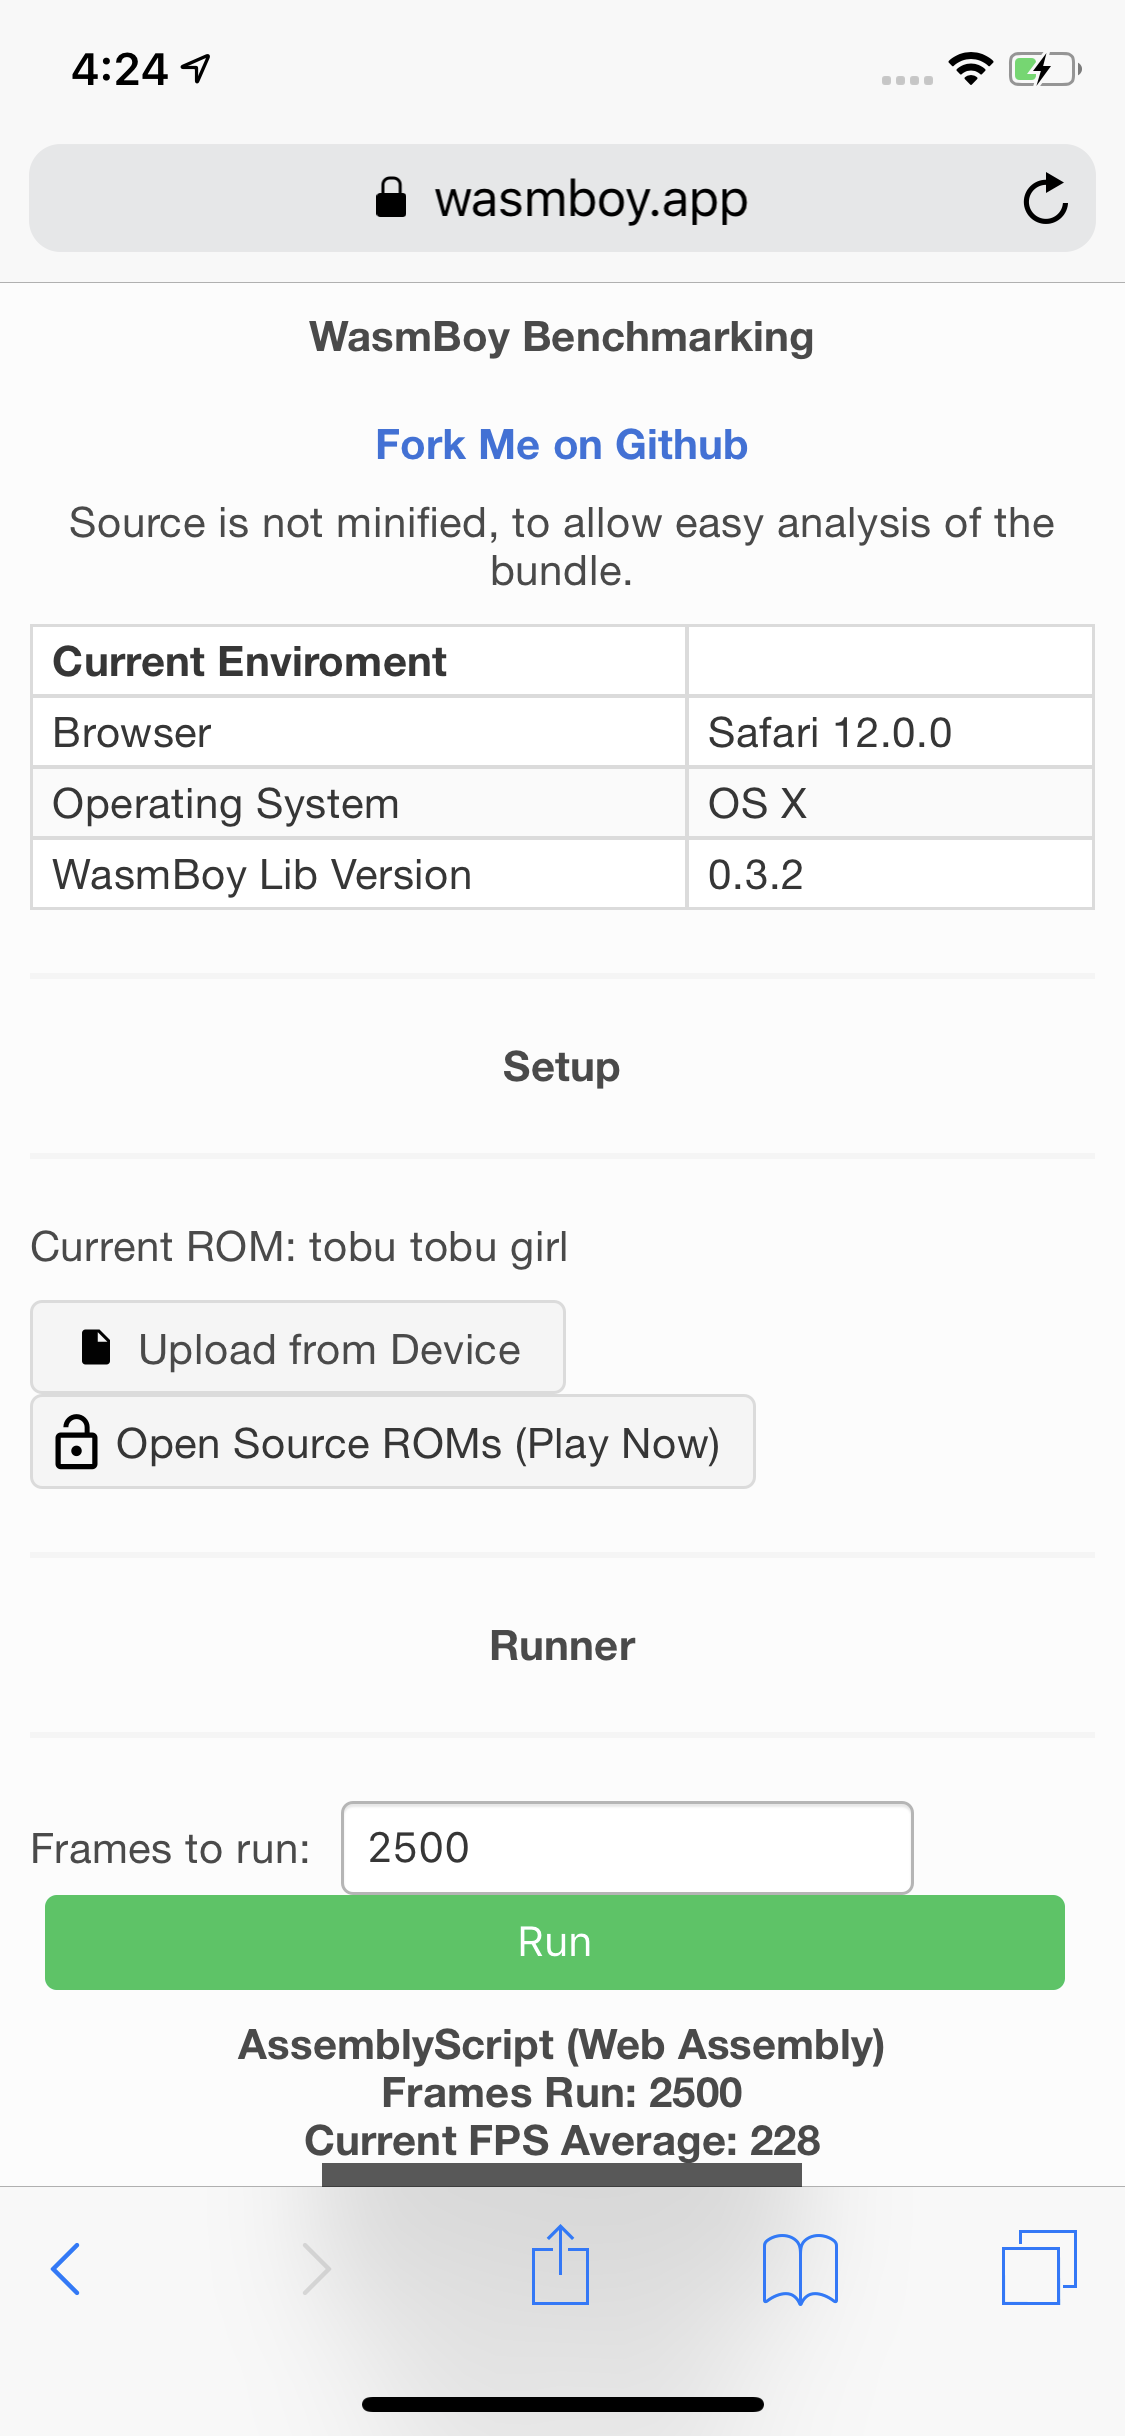 4:24
wasmboy.app
WasmBoy Benchmarking
Fork Me on Github
Source is not minified, to allow easy analysis of the
bundle.
Current Enviroment
Browser Safari 12.0.0
Operating System OS X
WasmBoy Lib Version 0.3.2
Setup
Current ROM: tobu tobu girl
Upload from Device
Open Source ROMs (Play Now)
Runner
Frames to run: 2500
Run
AssemblyScript (Web Assembly)
Frames Run: 2500
Current FPS Average: 228